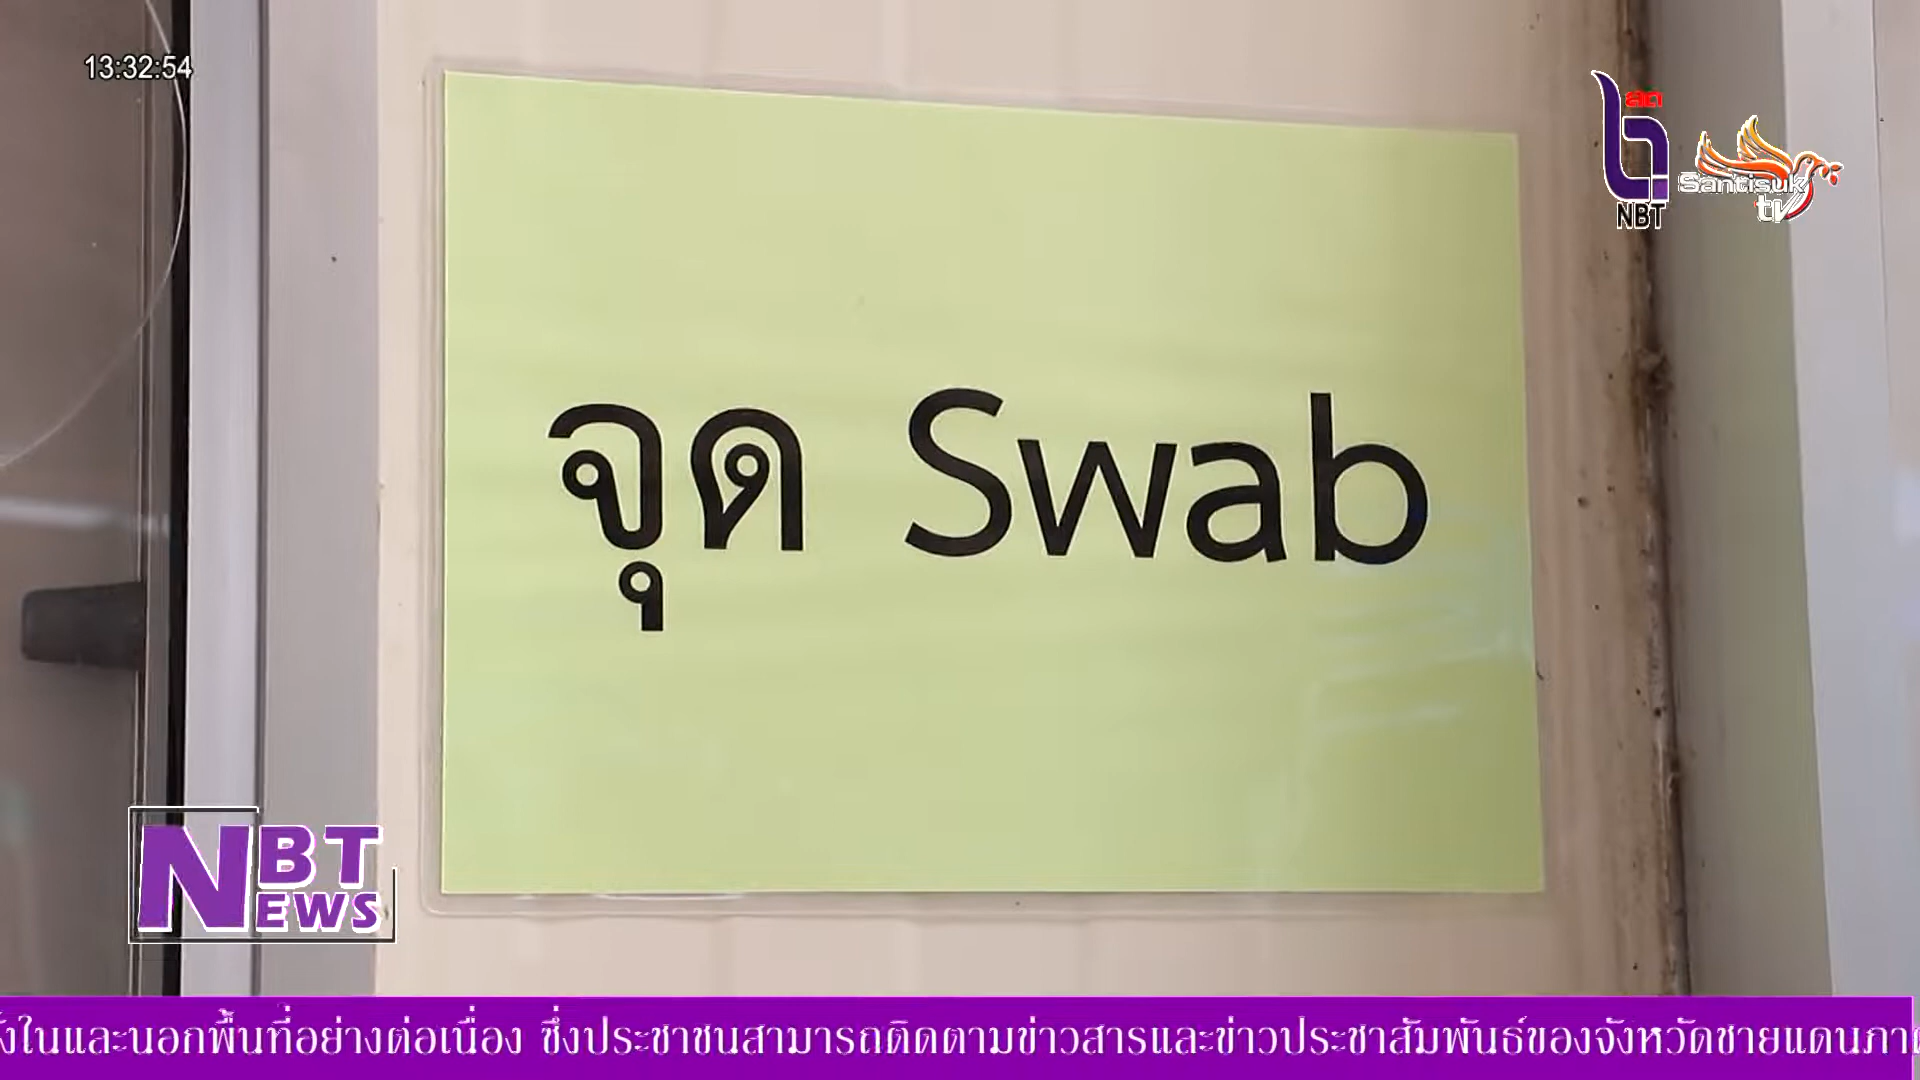 13:32:54
สด
NBT
Santisuk
tv
จุด Swab
NBT
NEWS
ั้งในและนอกพื้นที่อย่างต่อเนื่อง ซึ่งประชาชนสามารถติดตามข่าวสารและข่าวประชาสัมพันธ์ของจังหวัดชายแดนภาค